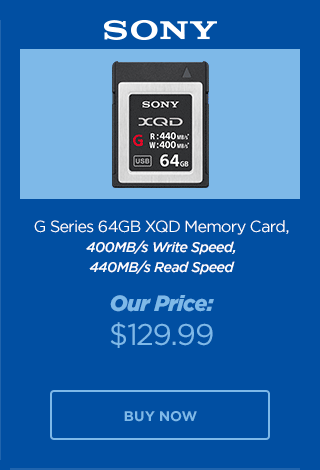 SONY
SONY
XQD
G
R:440MB/s*
W:400MB/s*
USB 64GB
G Series 64GB XQD Memory Card,
400MB/s Write Speed,
440MB/s Read Speed
Our Price:
$129.99
BUY NOW